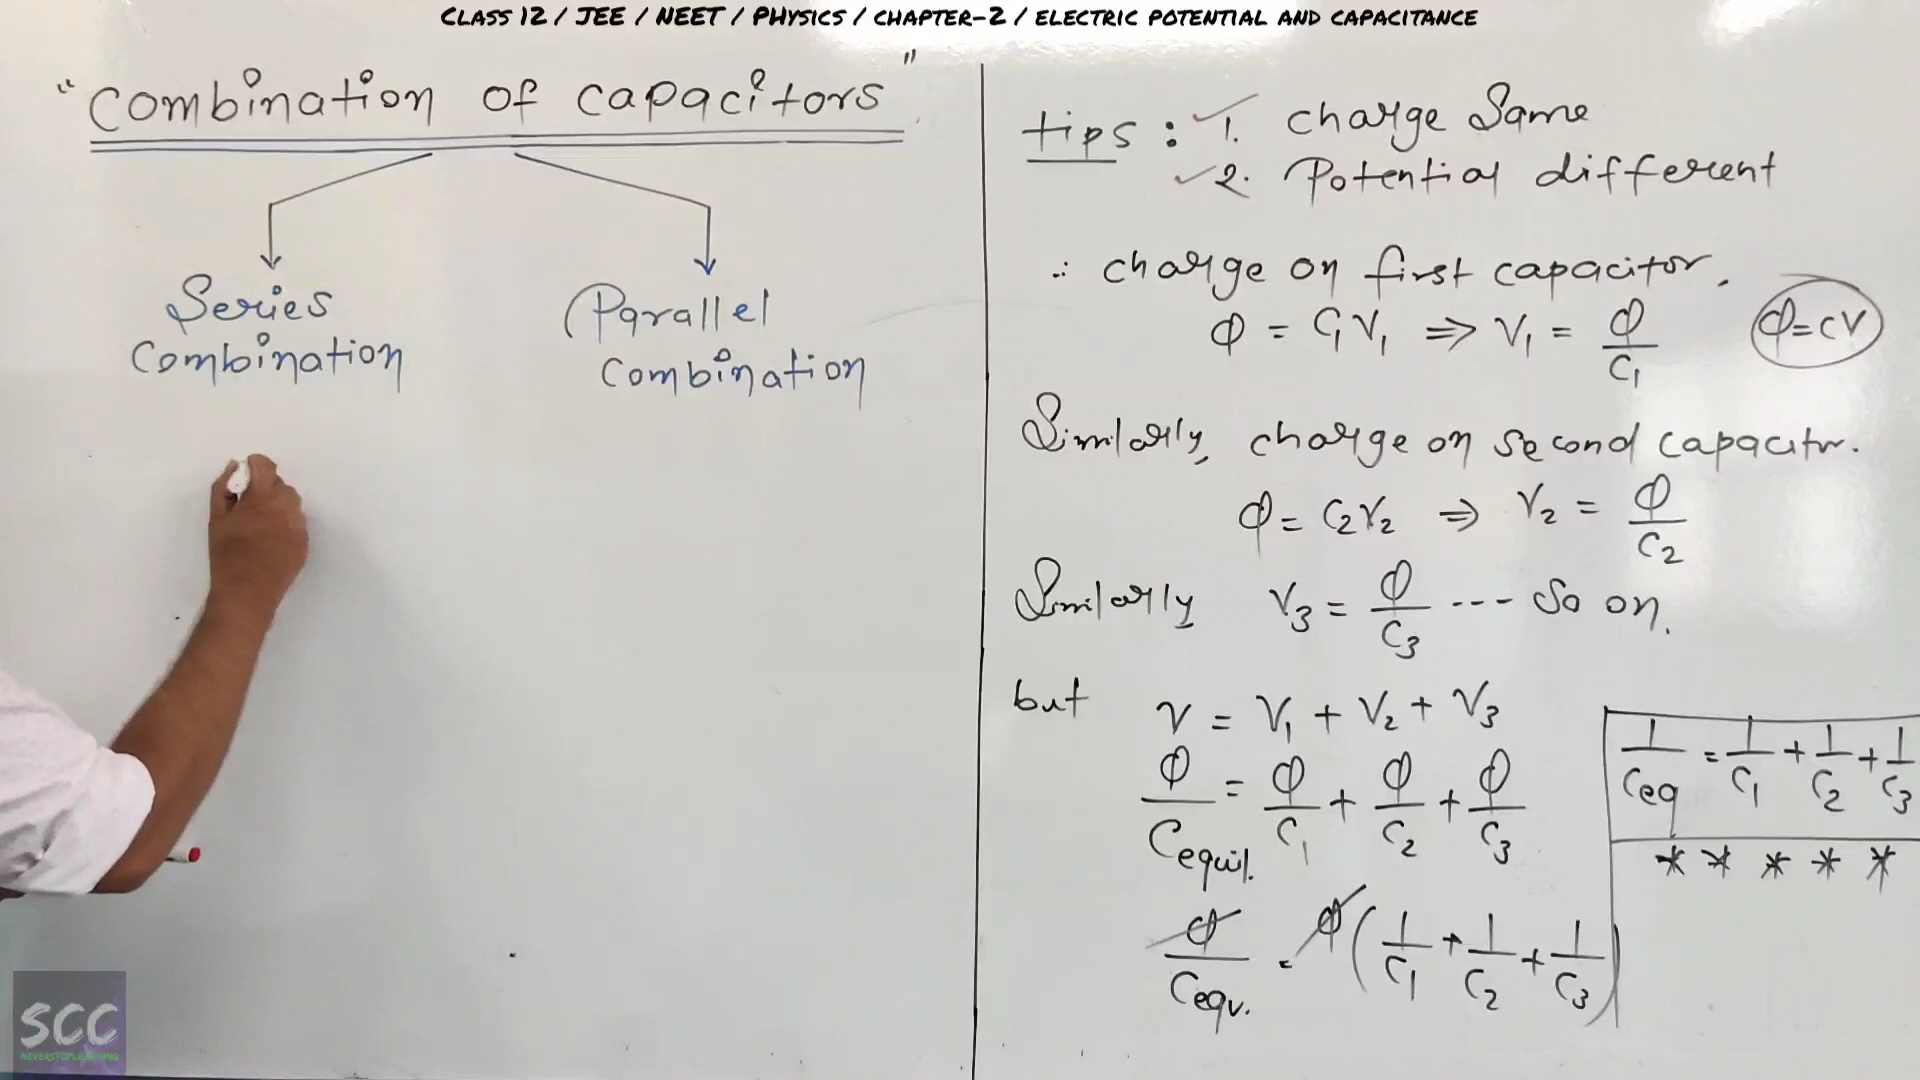 CLASS 12 / JEE / NEET / PHYSICS / CHAPTER-2 / ELECTRIC POTENTIAL AND CAPACITANCE
"Combination of capacitors"
Series
Combination
Parallel
Combination
tips : 1. charge Same
2. Potential different
∴ charge on first capacitor.
Q = C₁V₁ ⇒ V₁ = Q/C₁
Q=CV
Similarly, charge on second capacitor.
Q = C₂V₂ ⇒ V₂ = Q/C₂
Similarly V₃ = Q/C₃ ---- So on.
but V = V₁ + V₂ + V₃
Q/Cequil. = Q/C₁ + Q/C₂ + Q/C₃
Q/Cequ. = Q(1/C₁ + 1/C₂ + 1/C₃)
1/Ceq = 1/C₁ + 1/C₂ + 1/C₃
* * * * *
SCC
NEVERSTOPLEARNING